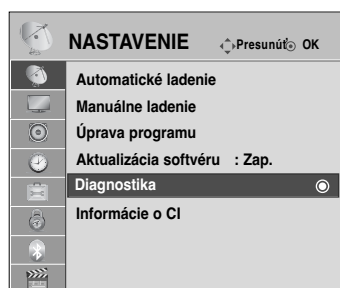 NASTAVENIE Presunúť OK
Automatické ladenie
Manuálne ladenie
Úprava programu
Aktualizácia softvéru : Zap.
Diagnostika
Informácie o CI